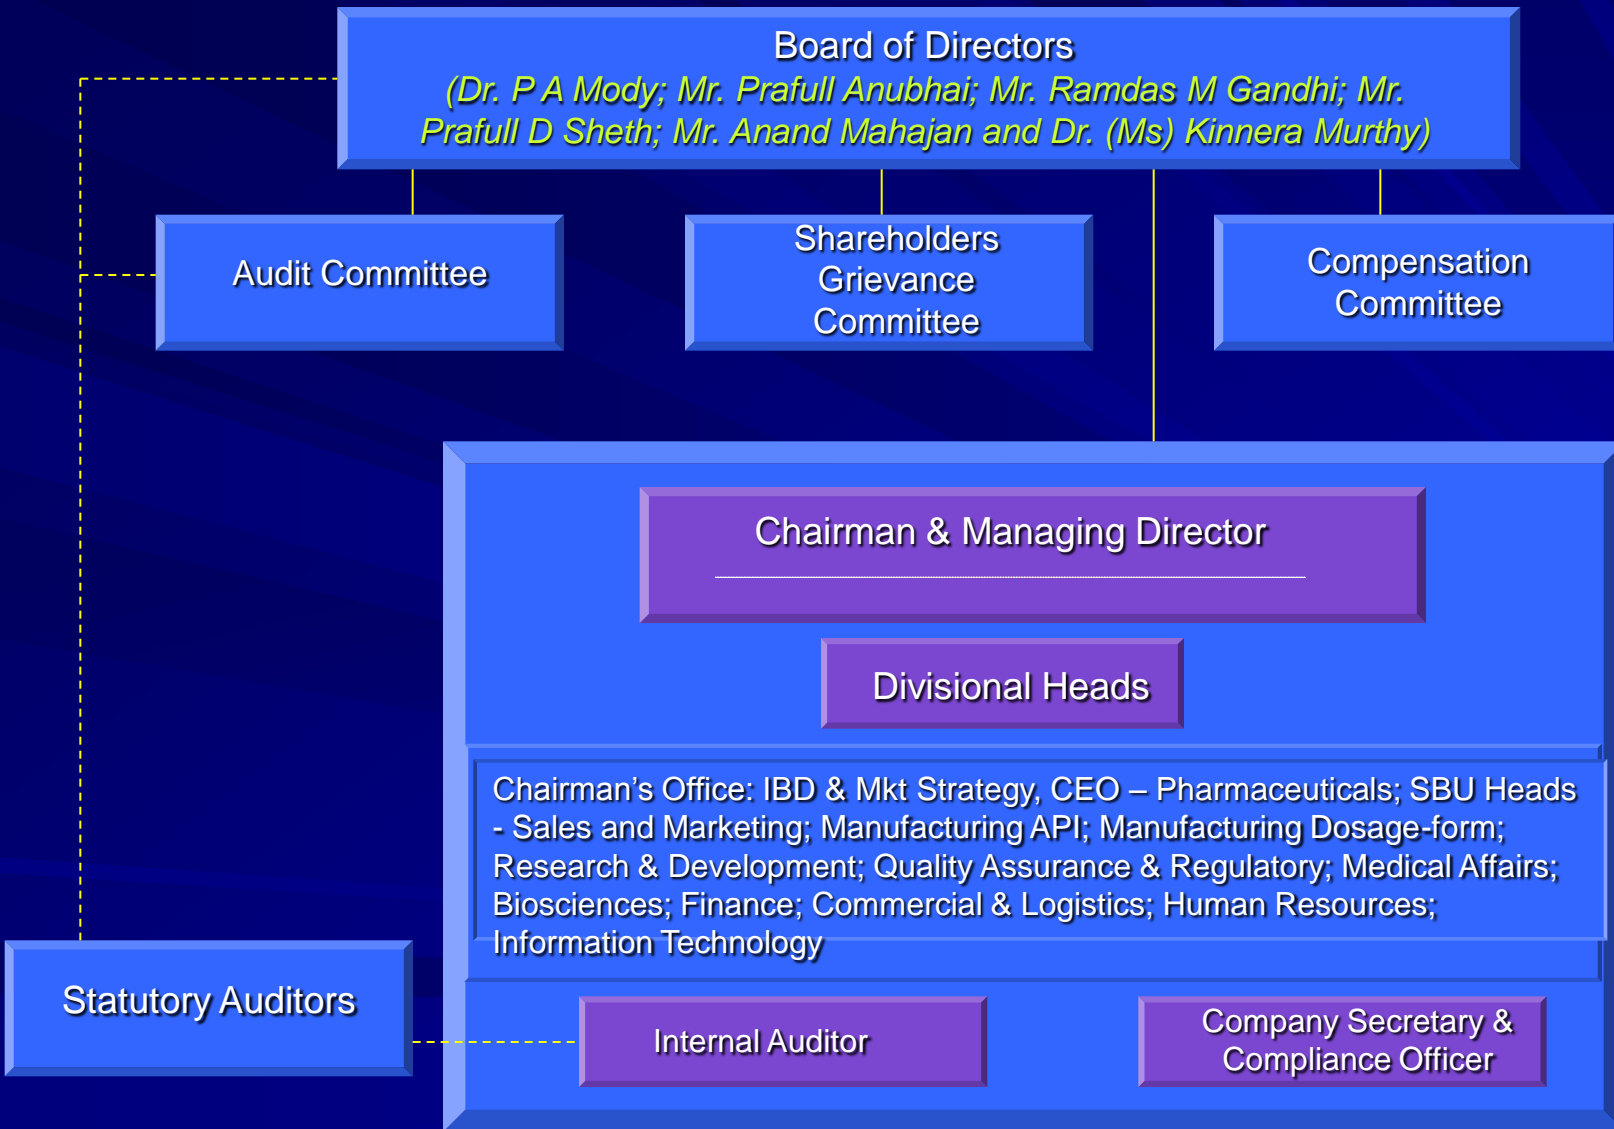 Board of Directors
(Dr. P A Mody; Mr. Prafull Anubhai; Mr. Ramdas M Gandhi; Mr.
Prafull D Sheth; Mr. Anand Mahajan and Dr. (Ms) Kinnera Murthy)
Audit Committee
Shareholders
Grievance
Committee
Compensation
Committee
Chairman & Managing Director
Divisional Heads
Chairman’s Office: IBD & Mkt Strategy, CEO – Pharmaceuticals; SBU Heads
- Sales and Marketing; Manufacturing API; Manufacturing Dosage-form;
Research & Development; Quality Assurance & Regulatory; Medical Affairs;
Biosciences; Finance; Commercial & Logistics; Human Resources;
Information Technology
Statutory Auditors
Internal Auditor
Company Secretary &
Compliance Officer